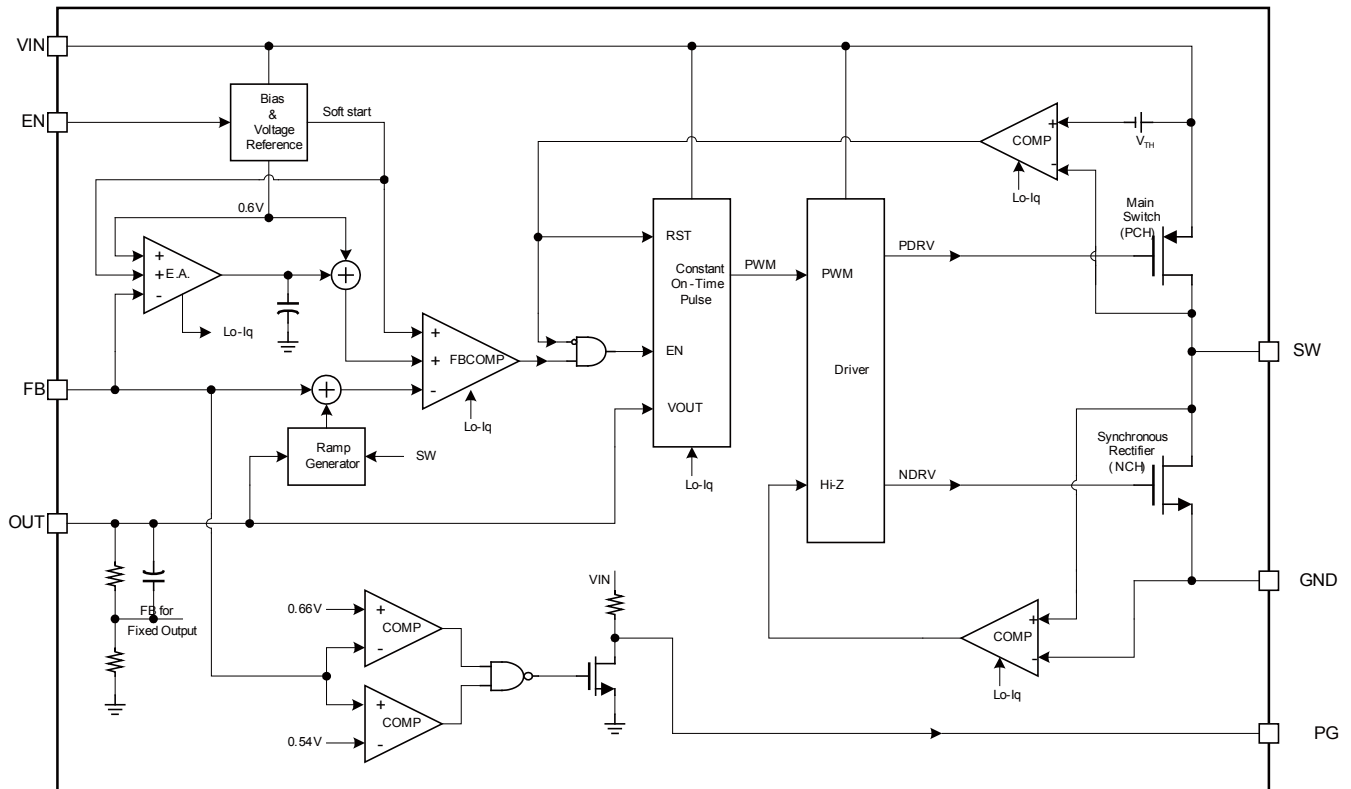 VIN
EN
Bias
&
Voltage
Reference
Soft start
+
COMP
-
V_TH
Lo-Iq
Main
Switch
(PCH)
0.6V
+
+ E.A.
-
+
Lo-Iq
RST
Constant
On-Time
Pulse
PWM
PWM
PDRV
+
+ FBCOMP
-
EN
Lo-Iq
FB
+
VOUT
Driver
SW
Ramp
Generator
SW
Lo-Iq
Synchronous
Rectifier
(NCH)
Hi-Z
NDRV
OUT
FB for
Fixed Output
VIN
GND
0.66V
+
COMP
-
+
COMP
-
Lo-Iq
+
COMP
-
0.54V
PG